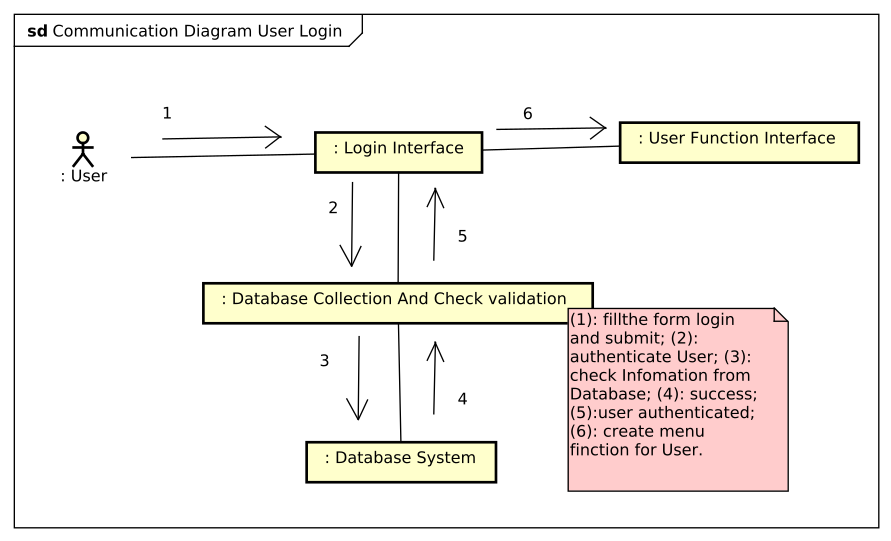 sd Communication Diagram User Login
1
6
: User
: Login Interface
: User Function Interface
2
5
: Database Collection And Check validation
3
4
: Database System
(1): fillthe form login
and submit; (2):
authenticate User; (3):
check Infomation from
Database; (4): success;
(5):user authenticated;
(6): create menu
finction for User.